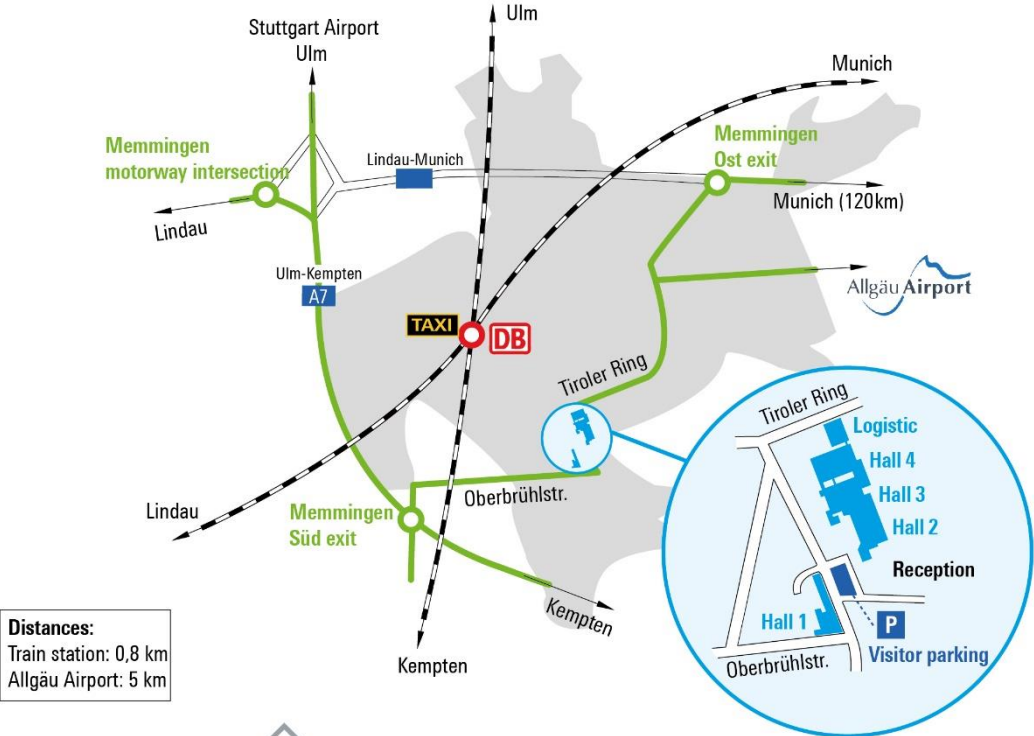 Ulm
Stuttgart Airport
Ulm
Munich
Memmingen
motorway intersection
Lindau-Munich
Memmingen
Ost exit
Munich (120km)
Lindau
Ulm-Kempten
A7
Allgäu Airport
TAXI
DB
Tiroler Ring
Tiroler Ring
Logistic
Hall 4
Hall 3
Hall 2
Reception
Hall 1
P
Visitor parking
Oberbrühlstr.
Oberbrühlstr.
Lindau
Memmingen
Süd exit
Kempten
Kempten
Distances:
Train station: 0,8 km
Allgäu Airport: 5 km